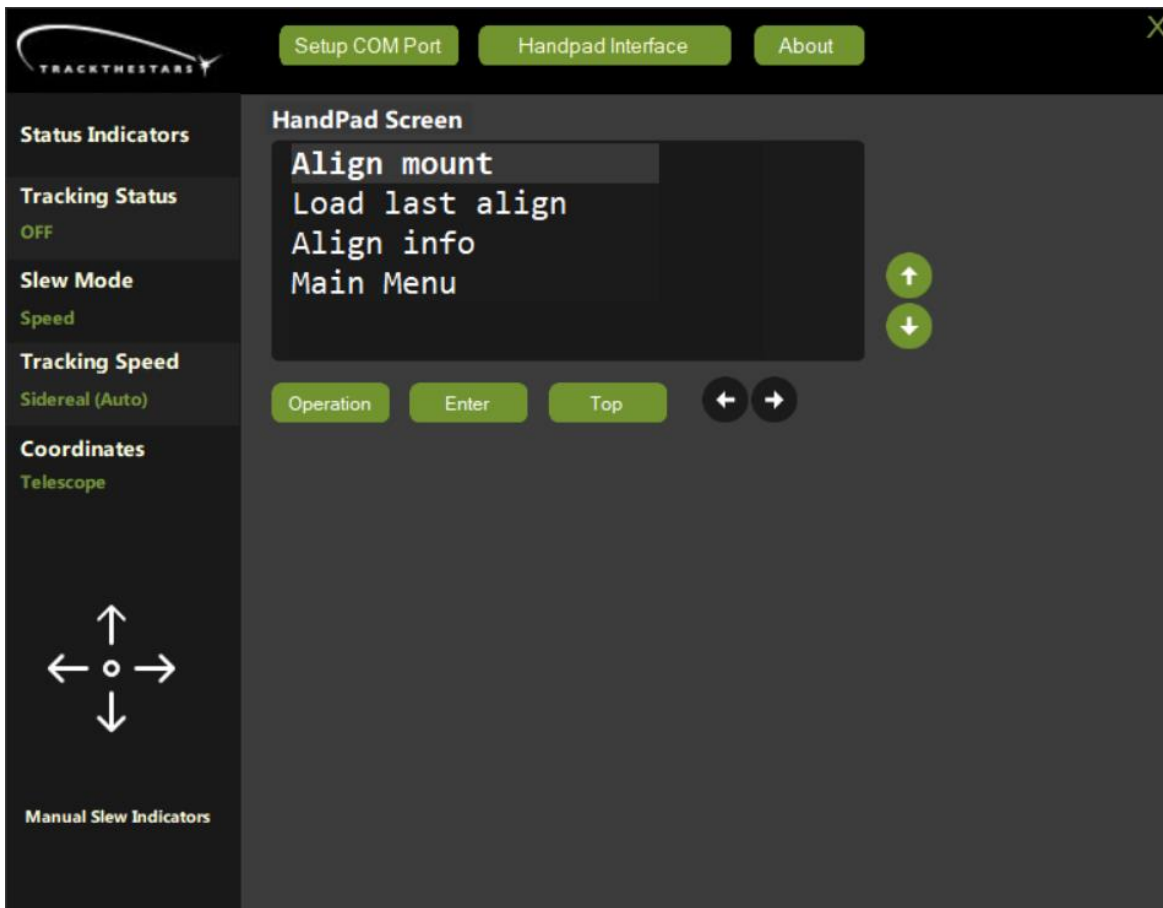 TRACKTHESTARS
Setup COM Port
Handpad Interface
About
X
Status Indicators
Tracking Status
OFF
Slew Mode
Speed
Tracking Speed
Sidereal (Auto)
Coordinates
Telescope
Manual Slew Indicators
HandPad Screen
Align mount
Load last align
Align info
Main Menu
Operation
Enter
Top